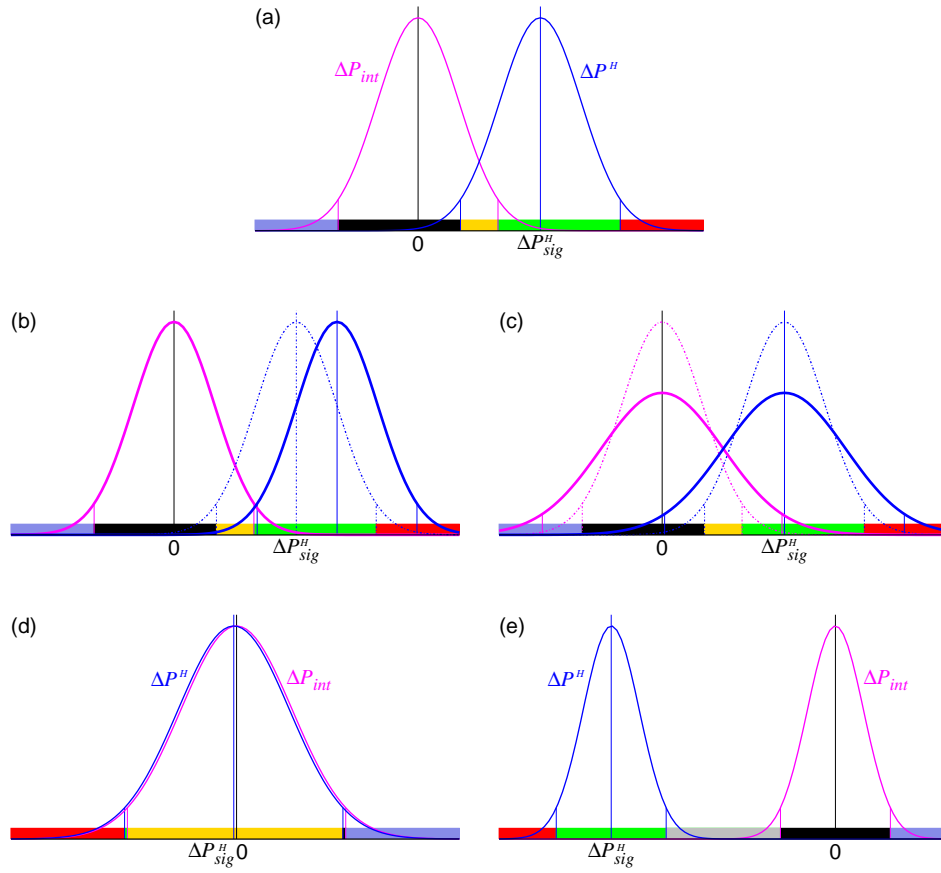 (a)
ΔP_int ΔP^H
0 ΔP^H_sig
(b) (c)
0 ΔP^H_sig 0 ΔP^H_sig
(d) (e)
ΔP^H ΔP_int ΔP^H ΔP_int
ΔP^H_sig 0 ΔP^H_sig 0